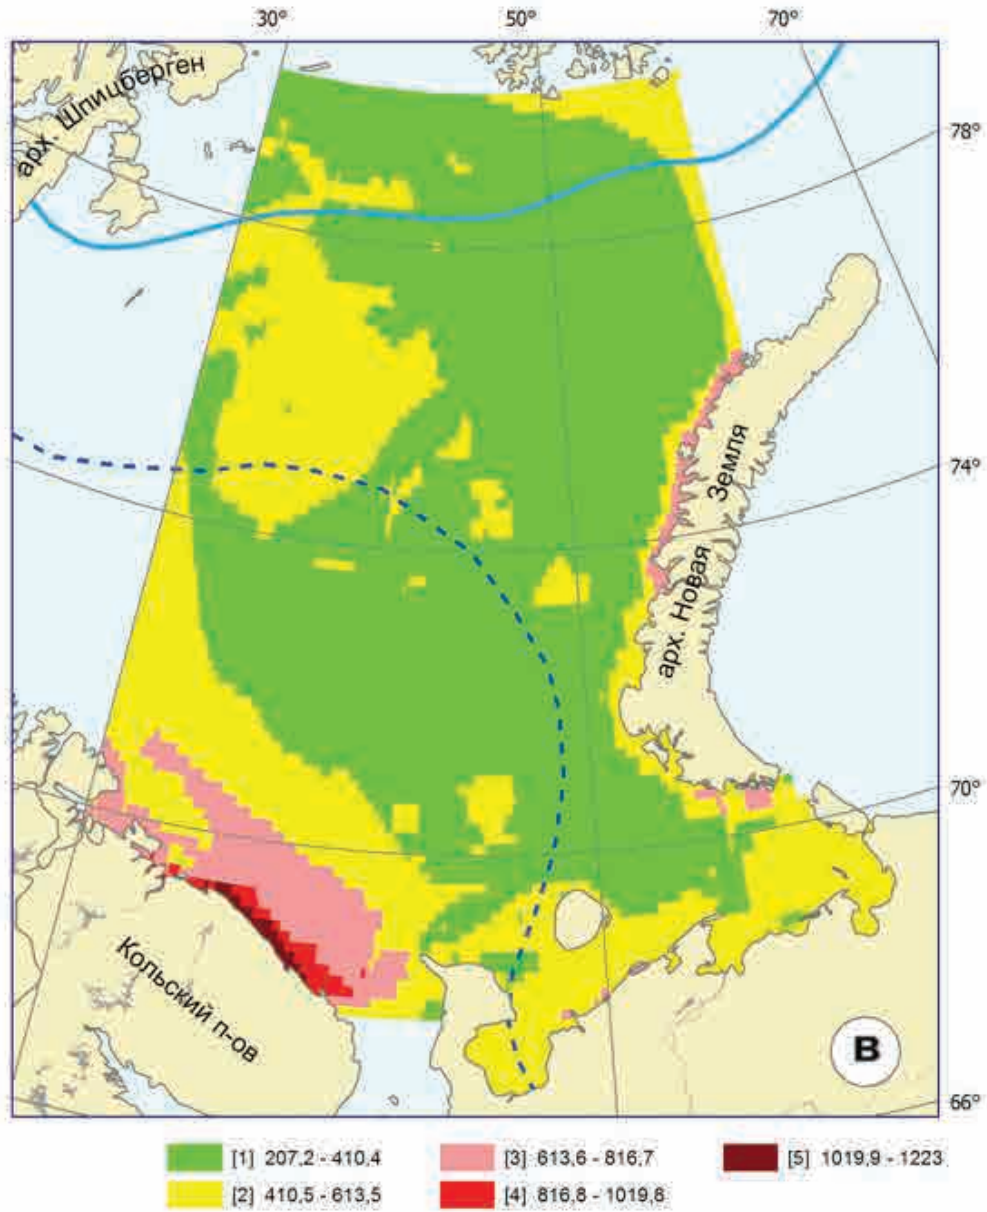 30° 50° 70°
арх. Шпицберген
78°
74°
арх. Новая Земля
70°
Кольский п-ов
В
66°
[1] 207,2 - 410,4
[3] 613,6 - 816,7
[5] 1019,9 - 1223
[2] 410,5 - 613,5
[4] 816,8 - 1019,8